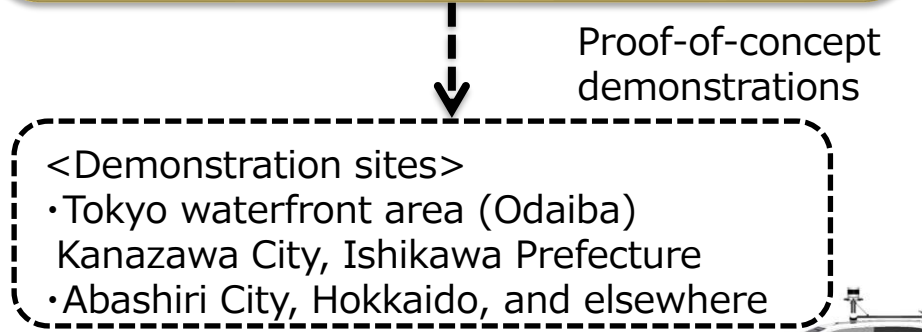 Proof-of-concept
demonstrations
<Demonstration sites>
･Tokyo waterfront area (Odaiba)
Kanazawa City, Ishikawa Prefecture
･Abashiri City, Hokkaido, and elsewhere